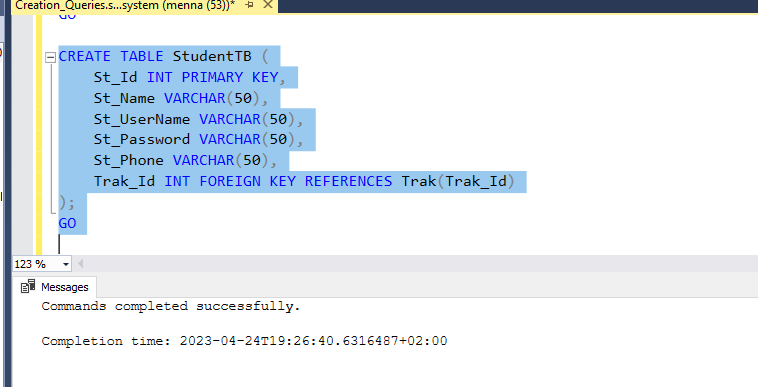 Creation_Queries.s...system (menna (53))*
GO
CREATE TABLE StudentTB (
St_Id INT PRIMARY KEY,
St_Name VARCHAR(50),
St_UserName VARCHAR(50),
St_Password VARCHAR(50),
St_Phone VARCHAR(50),
Trak_Id INT FOREIGN KEY REFERENCES Trak(Trak_Id)
);
GO
123 %
Messages
Commands completed successfully.
Completion time: 2023-04-24T19:26:40.6316487+02:00